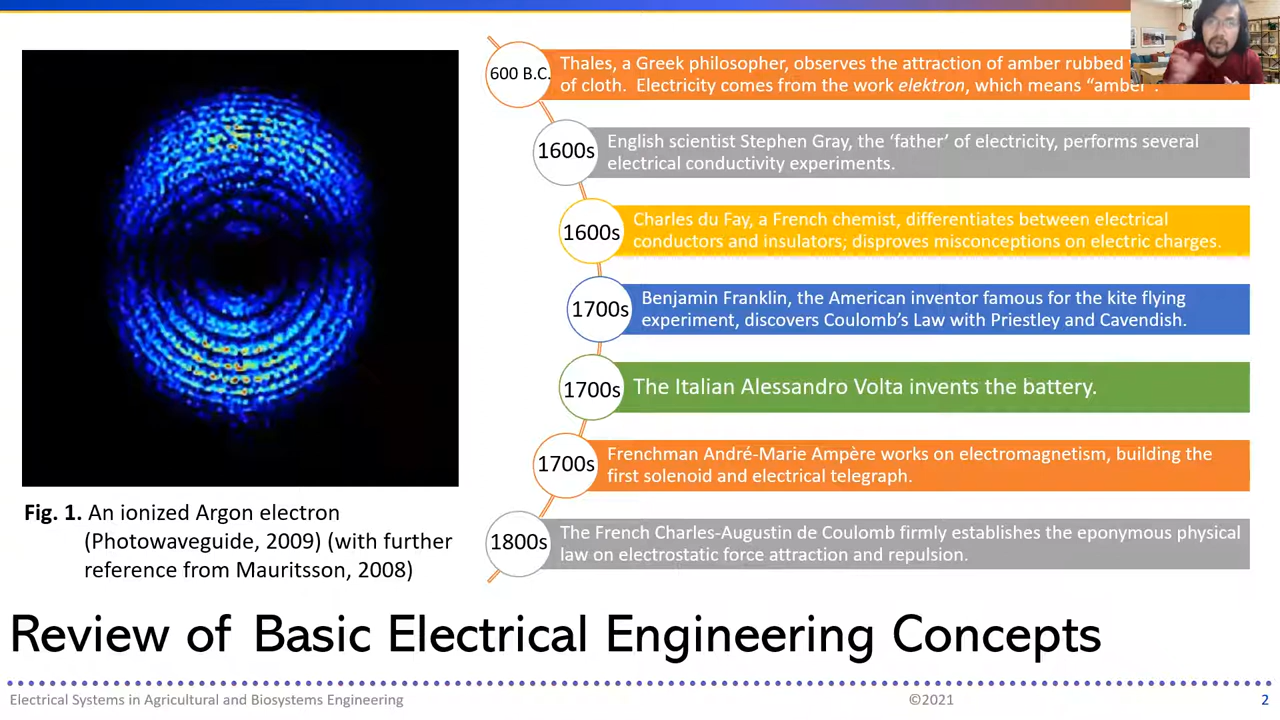 600 B.C.
Thales, a Greek philosopher, observes the attraction of amber rubbed
of cloth. Electricity comes from the work elektron, which means “amber”.
1600s
English scientist Stephen Gray, the ‘father’ of electricity, performs several
electrical conductivity experiments.
1600s
Charles du Fay, a French chemist, differentiates between electrical
conductors and insulators; disproves misconceptions on electric charges.
1700s
Benjamin Franklin, the American inventor famous for the kite flying
experiment, discovers Coulomb’s Law with Priestley and Cavendish.
1700s
The Italian Alessandro Volta invents the battery.
1700s
Frenchman André-Marie Ampère works on electromagnetism, building the
first solenoid and electrical telegraph.
1800s
The French Charles-Augustin de Coulomb firmly establishes the eponymous physical
law on electrostatic force attraction and repulsion.
Fig. 1. An ionized Argon electron
(Photowaveguide, 2009) (with further
reference from Mauritsson, 2008)
Review of Basic Electrical Engineering Concepts
Electrical Systems in Agricultural and Biosystems Engineering
©2021
2